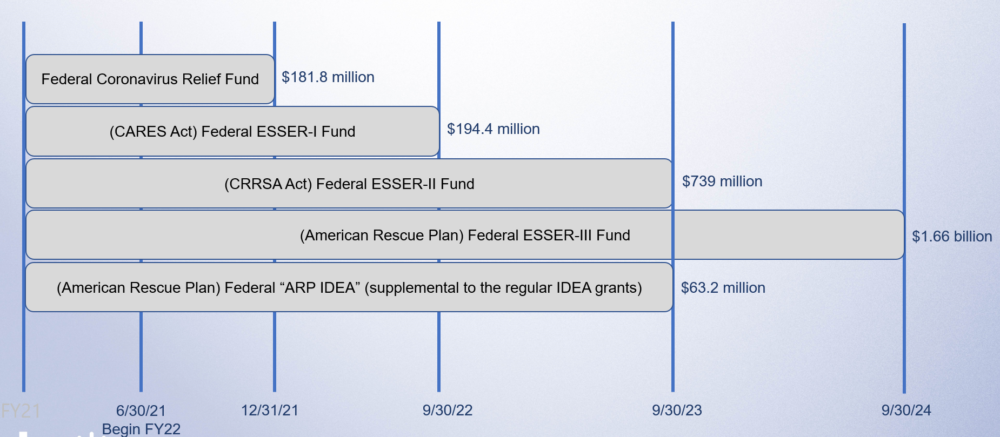 Federal Coronavirus Relief Fund
$181.8 million
(CARES Act) Federal ESSER-I Fund
$194.4 million
(CRRSA Act) Federal ESSER-II Fund
$739 million
(American Rescue Plan) Federal ESSER-III Fund
$1.66 billion
(American Rescue Plan) Federal “ARP IDEA” (supplemental to the regular IDEA grants)
$63.2 million
FY21
6/30/21
Begin FY22
12/31/21
9/30/22
9/30/23
9/30/24